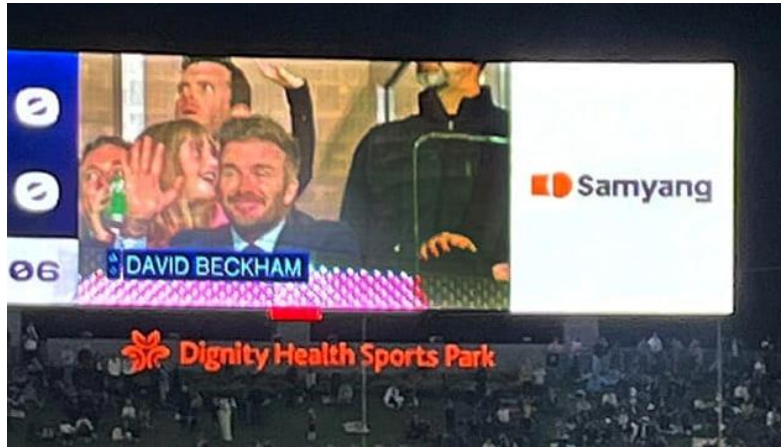 0
0
06
DAVID BECKHAM
Samyang
Dignity Health Sports Park